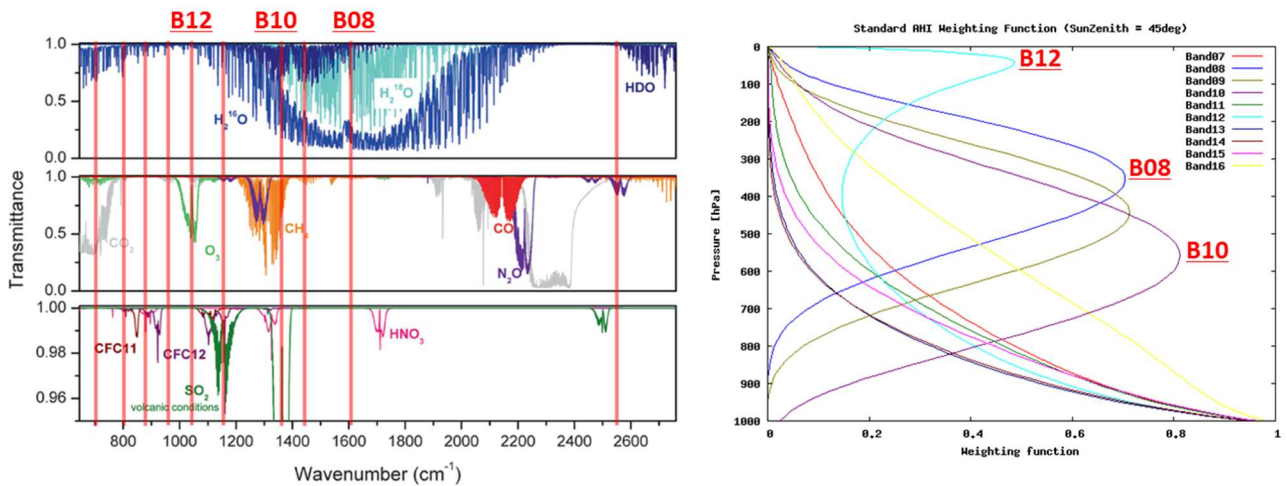 B12 B10 B08
1.0
0.5
0.0
H₂¹⁶O
H₂¹⁸O
HDO
1.0
0.5
0.0
CO₂
O₃
CH₄
CO
N₂O
1.00
0.98
0.96
CFC11
CFC12
SO₂
volcanic conditions
HNO₃
Transmittance
800 1000 1200 1400 1600 1800 2000 2200 2400 2600
Wavenumber (cm⁻¹)
Standard AHI Weighting Function (SunZenith = 45deg)
0
100
200
300
400
500
600
700
800
900
1000
Pressure [hPa]
B12
B08
B10
Band07
Band08
Band09
Band10
Band11
Band12
Band13
Band14
Band15
Band16
0 0.2 0.4 0.6 0.8 1
Weighting function